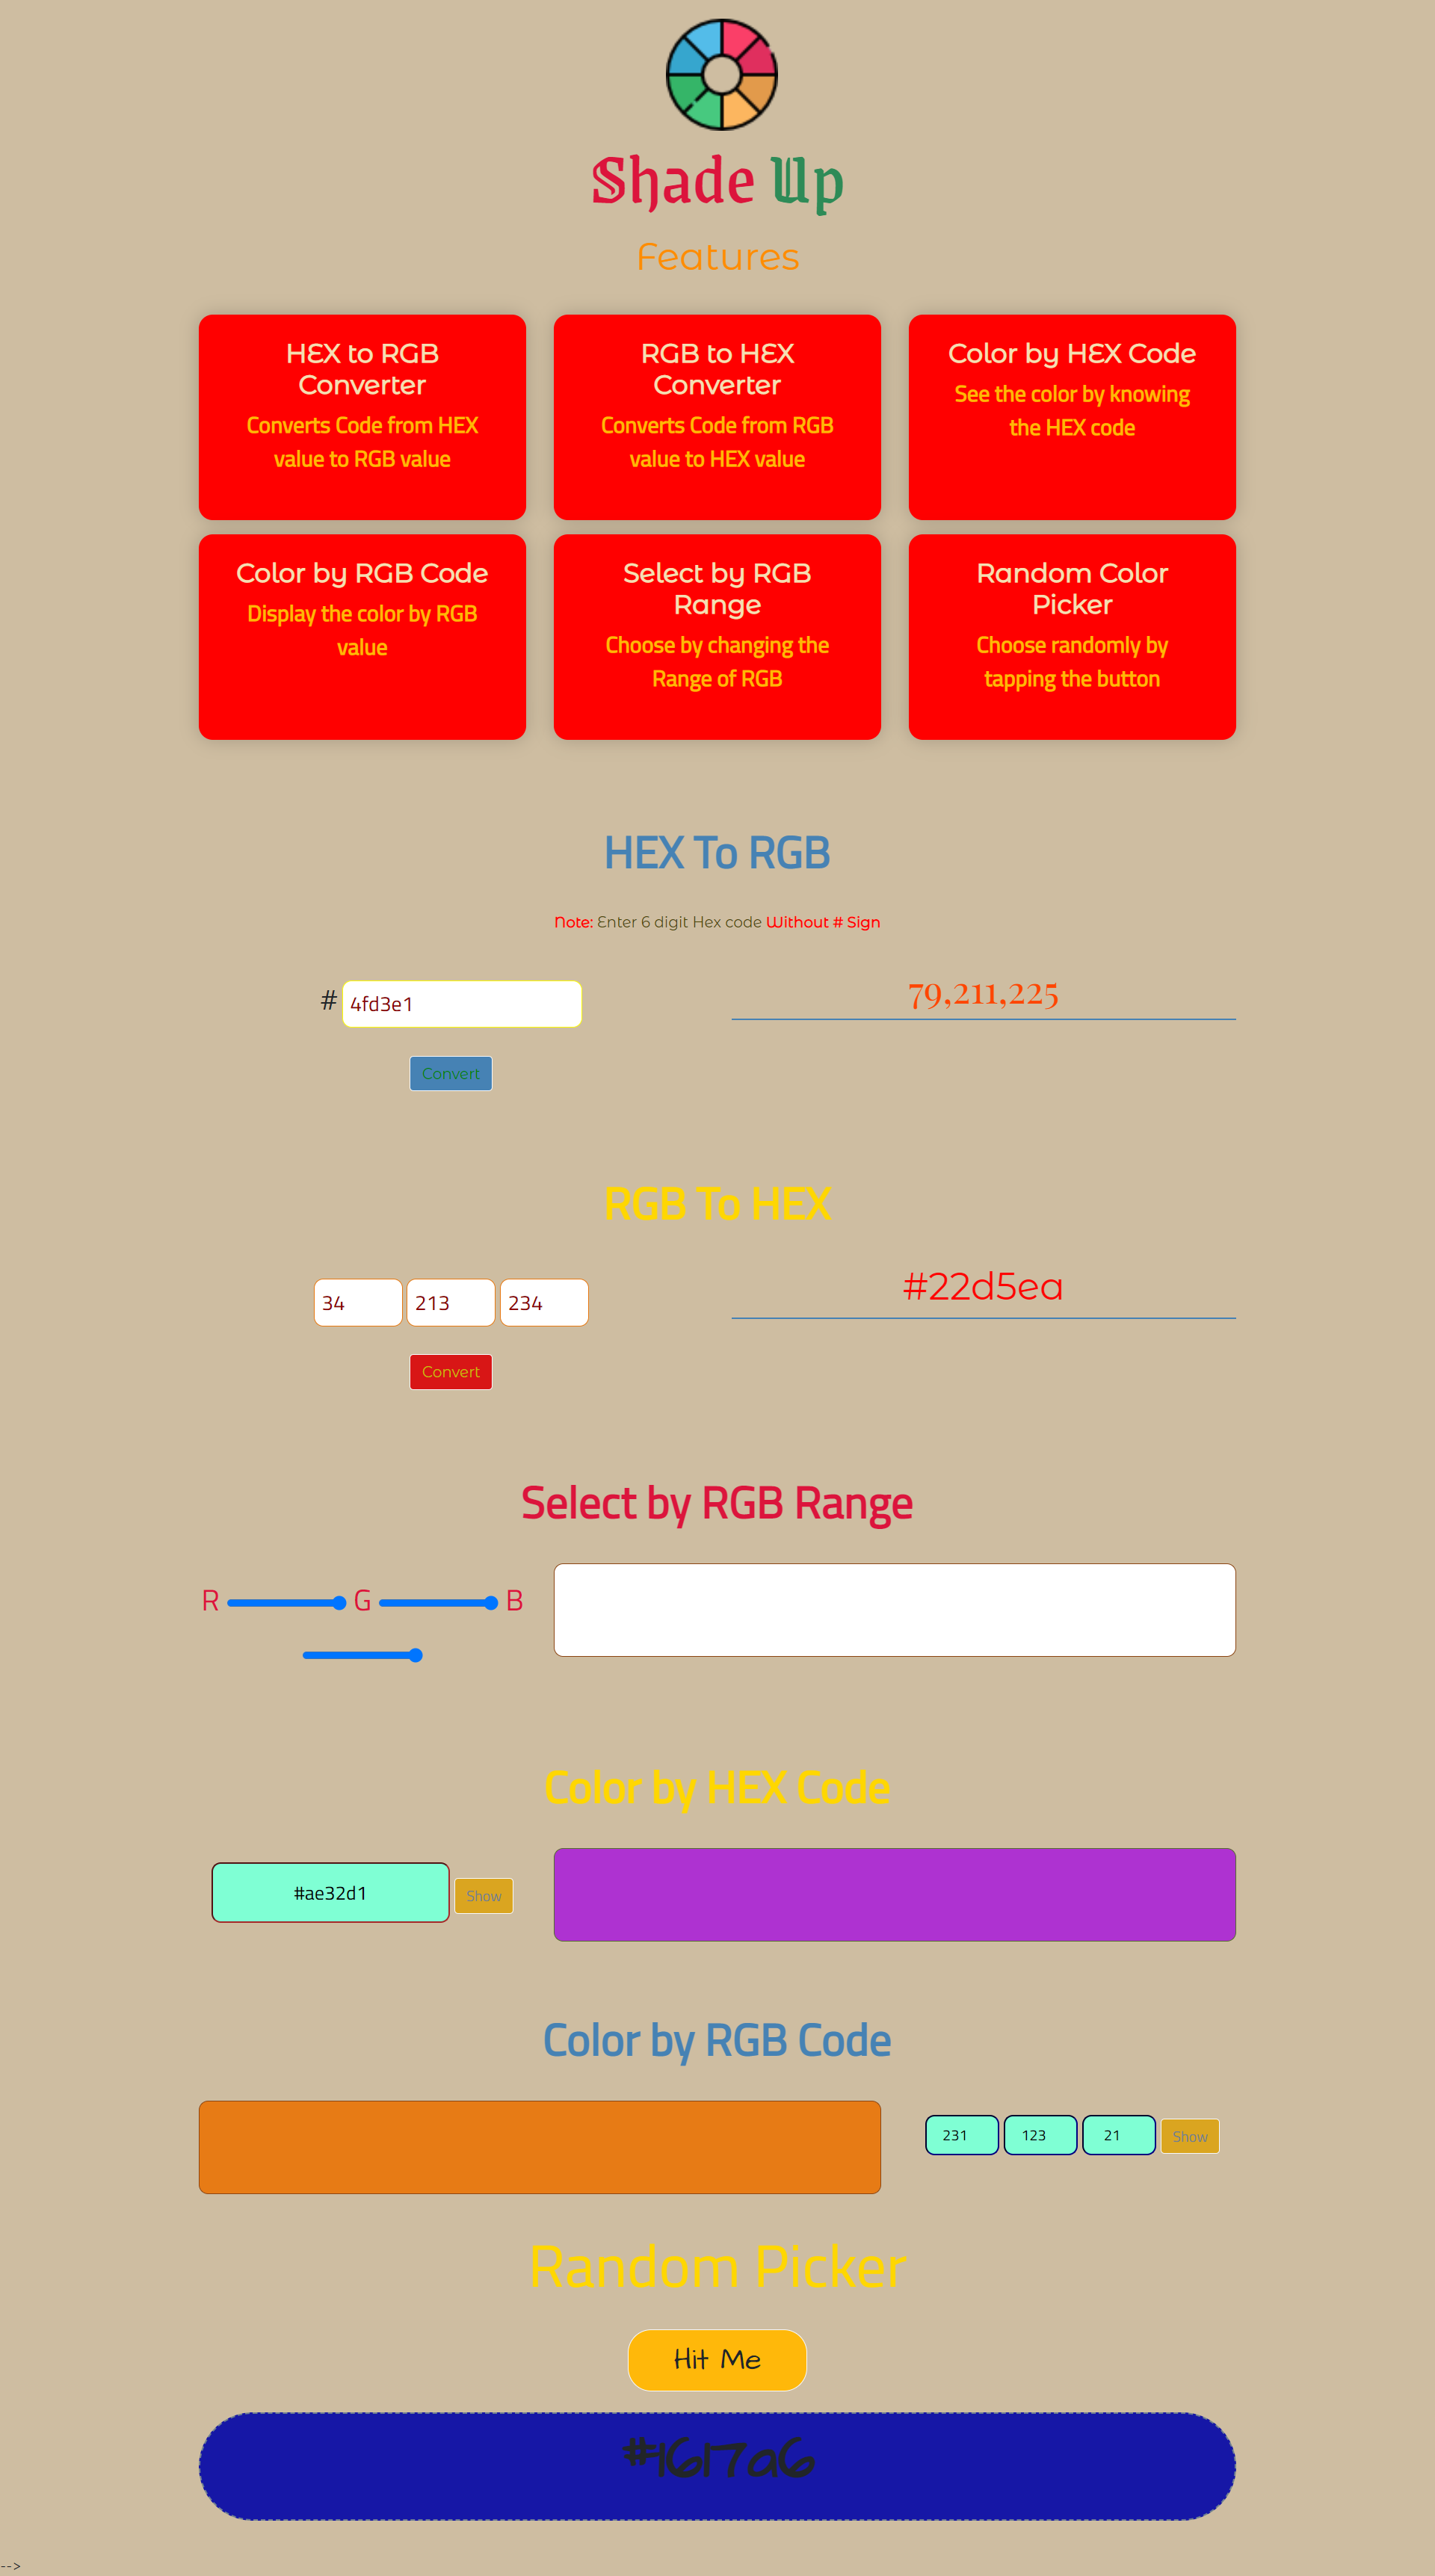 Shade Up
Features
HEX to RGB
Converter
Converts Code from HEX
value to RGB value
RGB to HEX
Converter
Converts Code from RGB
value to HEX value
Color by HEX Code
See the color by knowing
the HEX code
Color by RGB Code
Display the color by RGB
value
Select by RGB
Range
Choose by changing the
Range of RGB
Random Color
Picker
Choose randomly by
tapping the button
HEX To RGB
Note: Enter 6 digit Hex code Without # Sign
# 4fd3e1
79,211,225
Convert
RGB To HEX
34 213 234
#22d5ea
Convert
Select by RGB Range
R G B
Color by HEX Code
#ae32d1 Show
Color by RGB Code
231 123 21 Show
Random Picker
Hit Me
#1617a6
-->